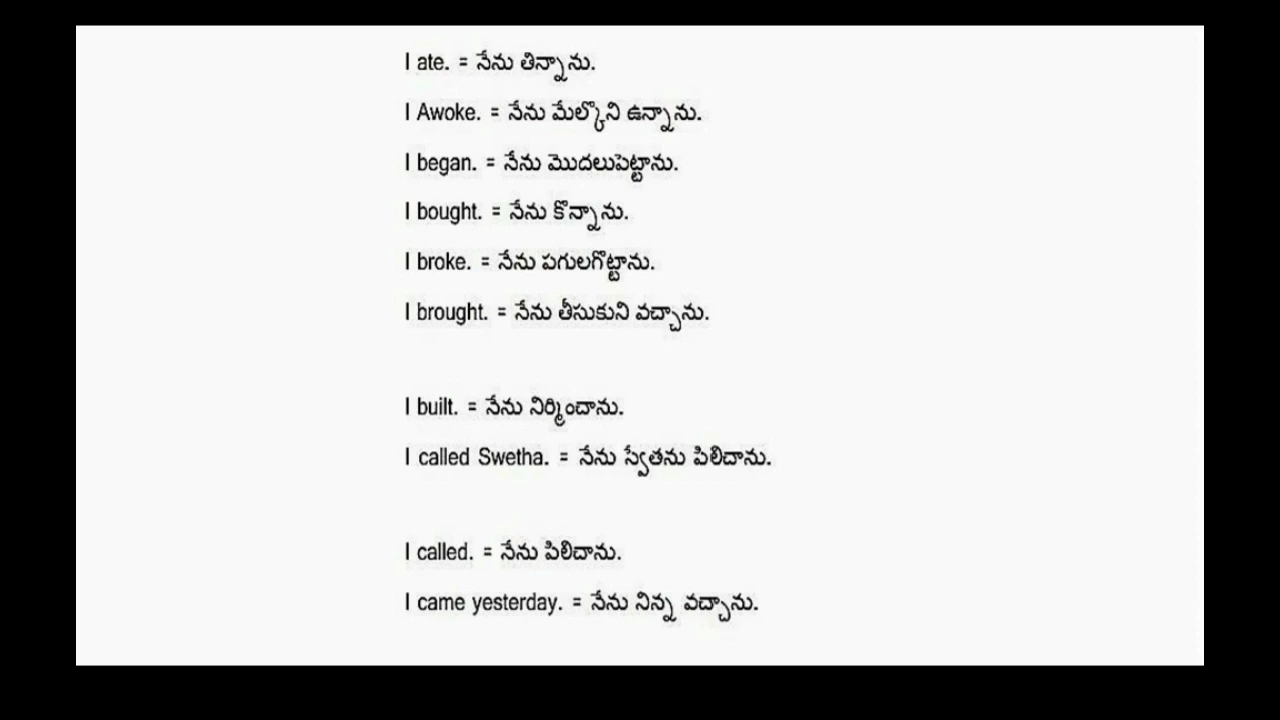 I ate. = నేను తిన్నాను.
I Awoke. = నేను మేల్కొని ఉన్నాను.
I began. = నేను మొదలుపెట్టాను.
I bought. = నేను కొన్నాను.
I broke. = నేను పగులగొట్టాను.
I brought. = నేను తీసుకుని వచ్చాను.
I built. = నేను నిర్మించాను.
I called Swetha. = నేను స్వేతను పిలిచాను.
I called. = నేను పిలిచాను.
I came yesterday. = నేను నిన్న వచ్చాను.